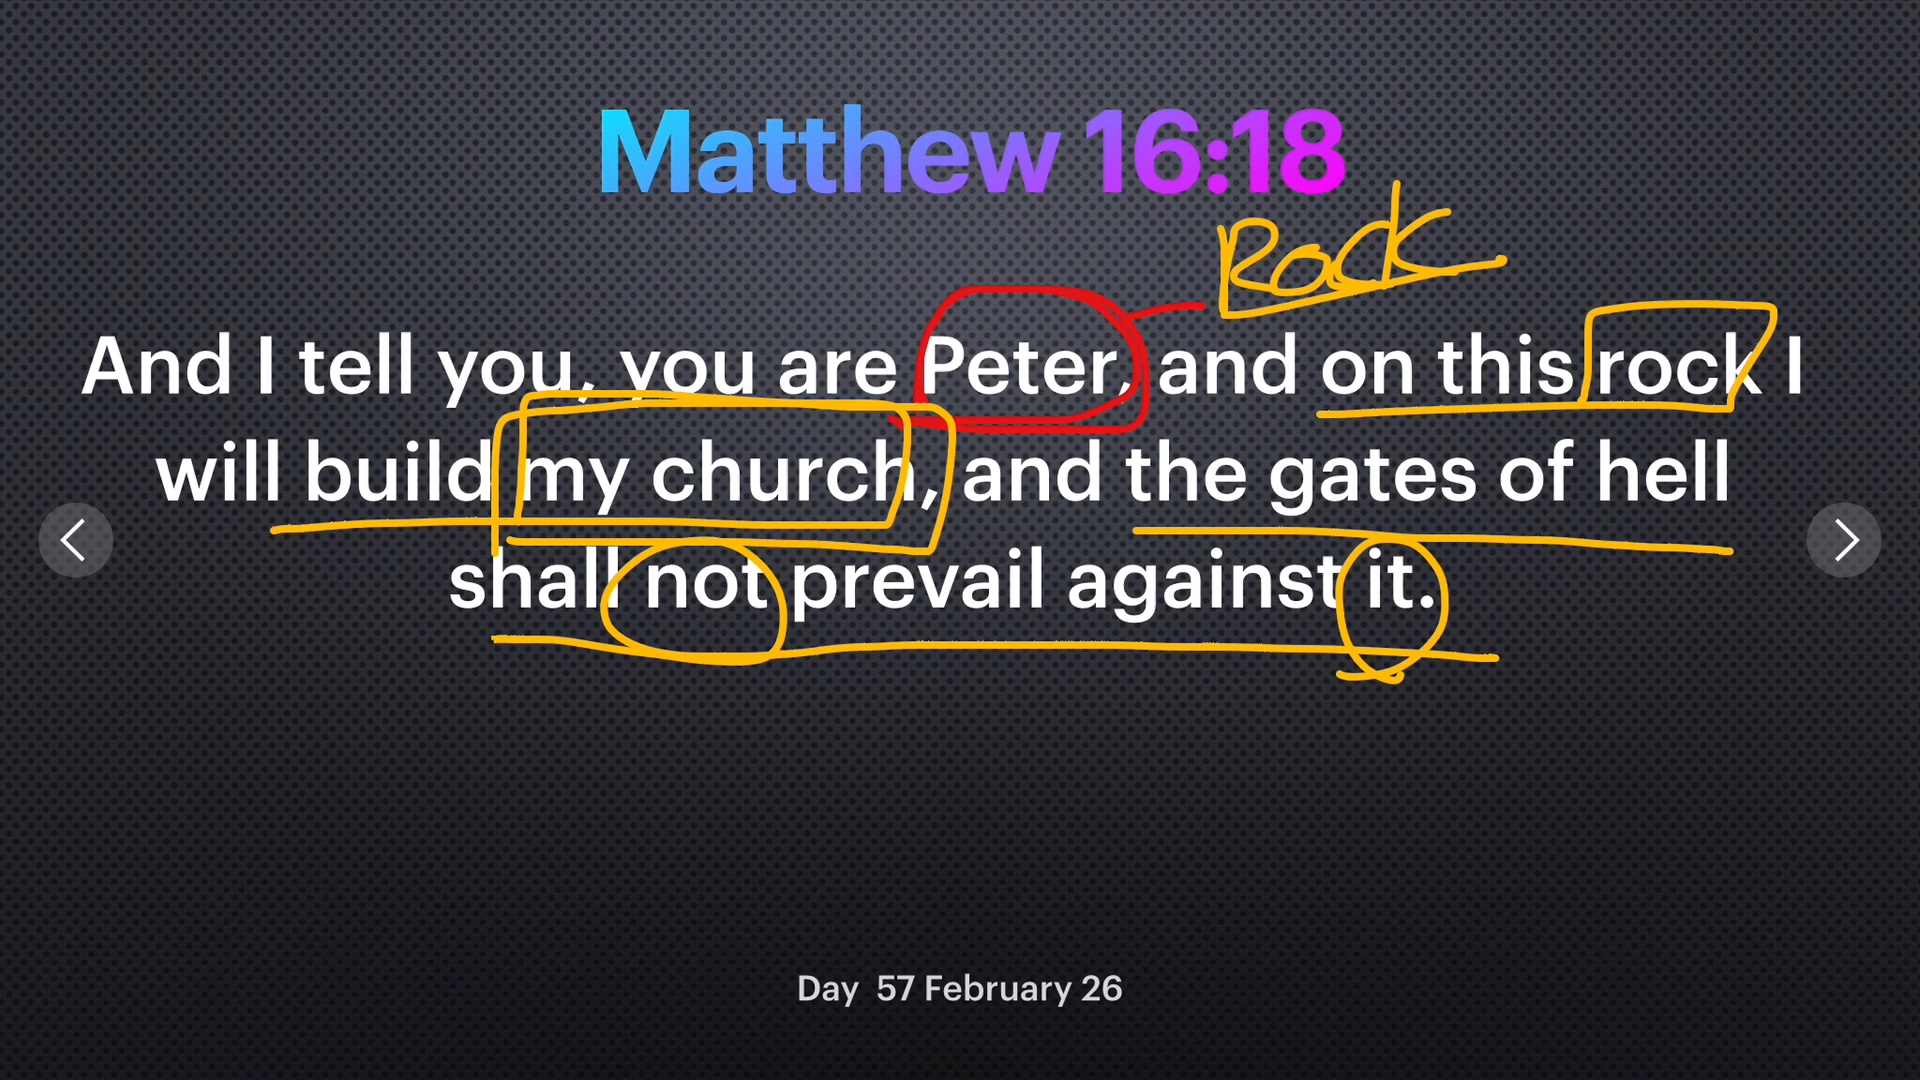 Matthew 16:18
Rock
And I tell you, you are Peter, and on this rock I
will build my church, and the gates of hell
shall not prevail against it.
Day 57 February 26